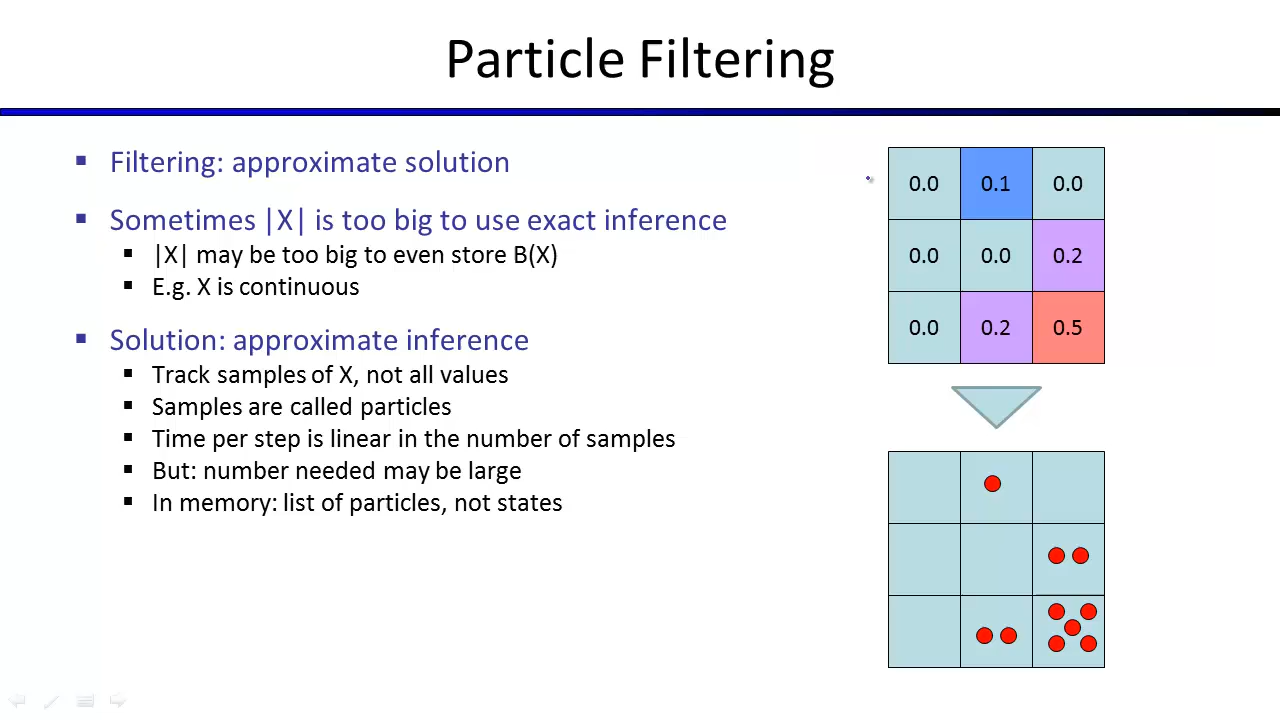 Particle Filtering
▪ Filtering: approximate solution
▪ Sometimes |X| is too big to use exact inference
▪ |X| may be too big to even store B(X)
▪ E.g. X is continuous
▪ Solution: approximate inference
▪ Track samples of X, not all values
▪ Samples are called particles
▪ Time per step is linear in the number of samples
▪ But: number needed may be large
▪ In memory: list of particles, not states
0.0 0.1 0.0
0.0 0.0 0.2
0.0 0.2 0.5